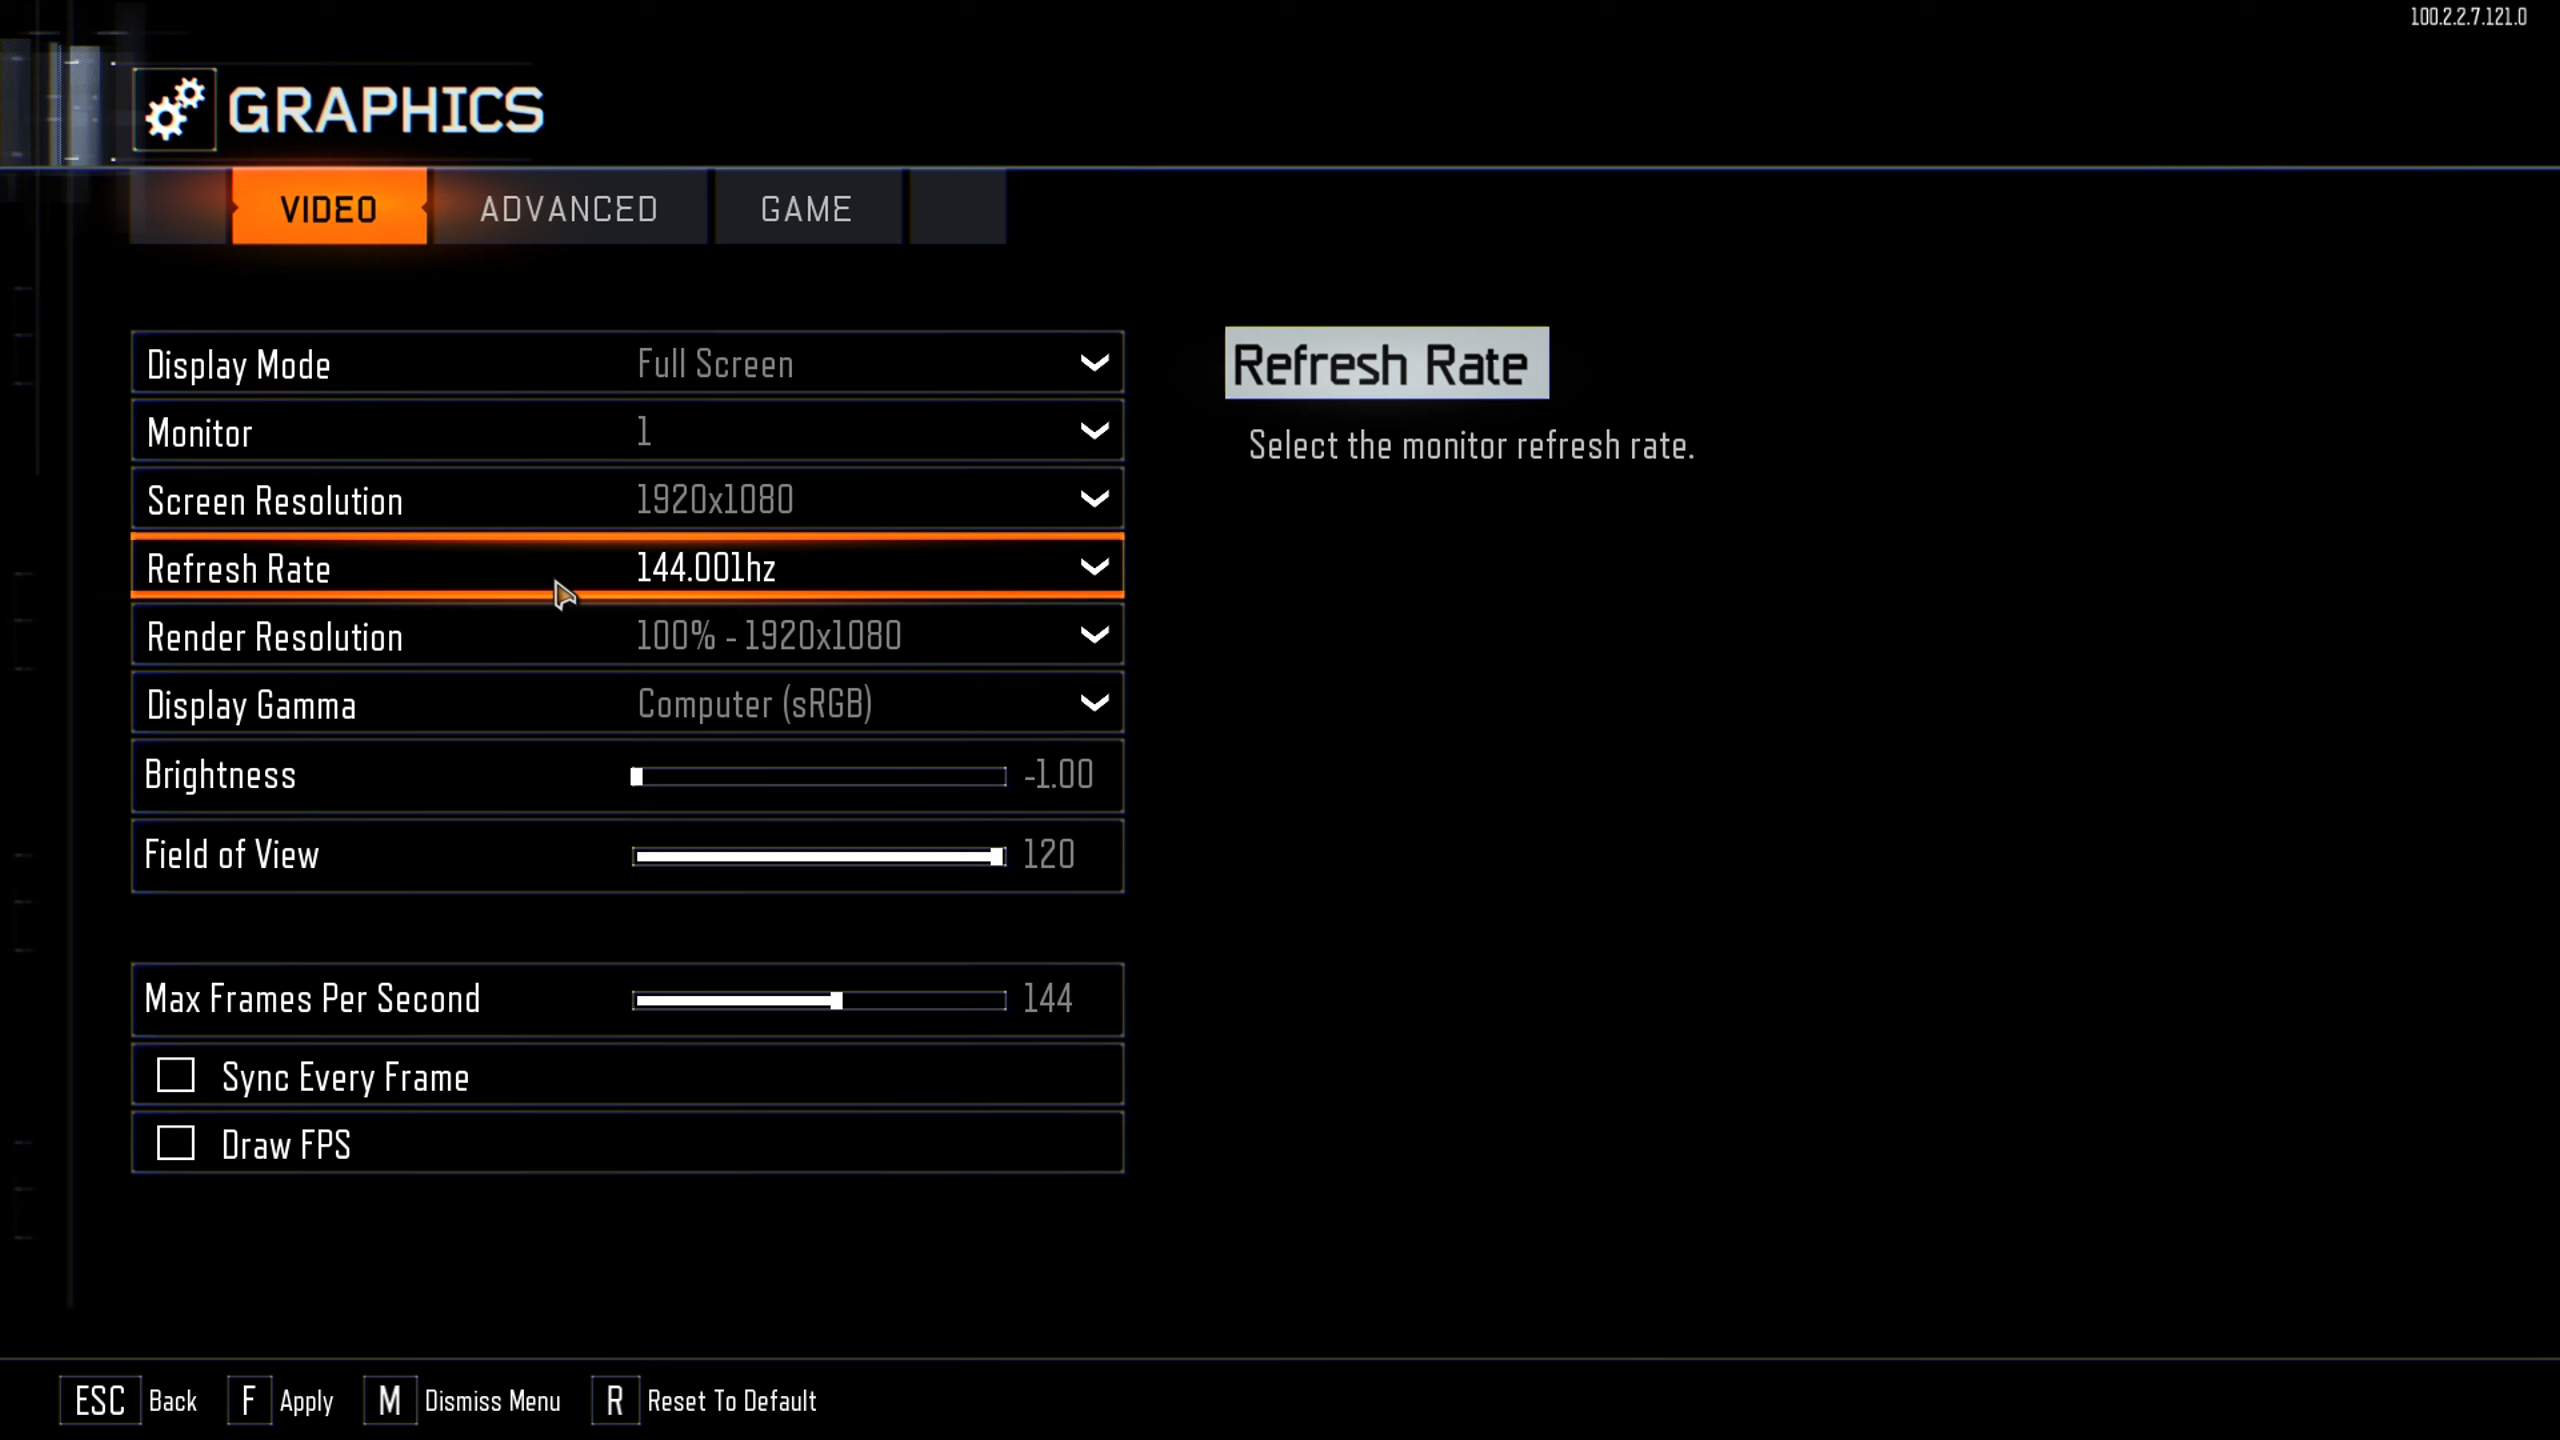 100.2.2.7.121.0
GRAPHICS
VIDEO ADVANCED GAME
Display Mode Full Screen
Refresh Rate
Monitor 1
Select the monitor refresh rate.
Screen Resolution 1920x1080
Refresh Rate 144.001hz
Render Resolution 100% - 1920x1080
Display Gamma Computer (sRGB)
Brightness -1.00
Field of View 120
Max Frames Per Second 144
Sync Every Frame
Draw FPS
ESC Back F Apply M Dismiss Menu R Reset To Default